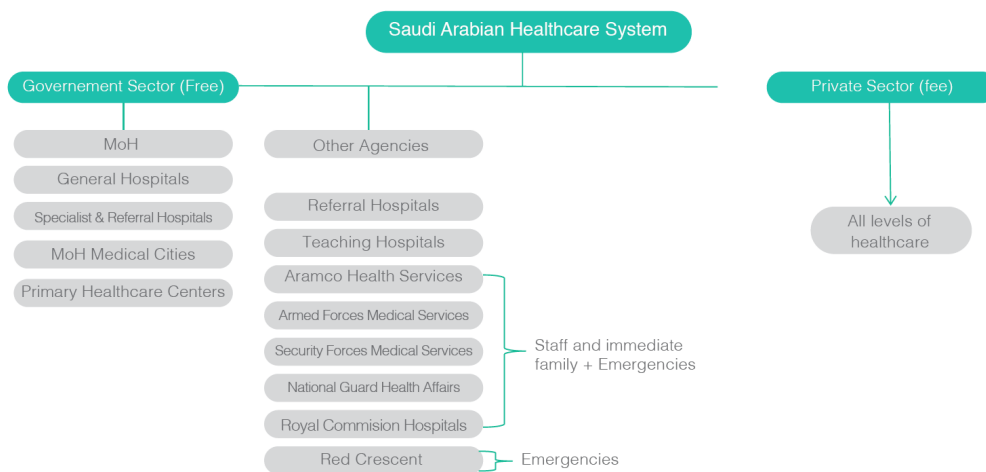 Saudi Arabian Healthcare System
Governement Sector (Free)
Private Sector (fee)
MoH
General Hospitals
Specialist & Referral Hospitals
MoH Medical Cities
Primary Healthcare Centers
Other Agencies
Referral Hospitals
Teaching Hospitals
Aramco Health Services
Armed Forces Medical Services
Security Forces Medical Services
National Guard Health Affairs
Royal Commision Hospitals
Red Crescent
Staff and immediate
family + Emergencies
Emergencies
All levels of
healthcare